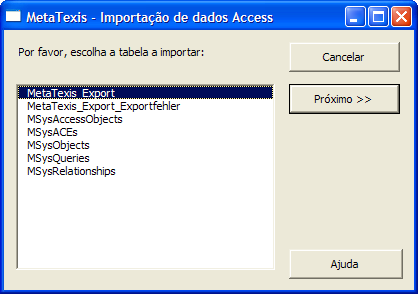 MetaTexis - Importação de dados Access
Por favor, escolha a tabela a importar:
Cancelar
MetaTexis_Export
MetaTexis_Export_Exportfehler
MSysAccessObjects
MSysACEs
MSysObjects
MSysQueries
MSysRelationships
Próximo >>
Ajuda